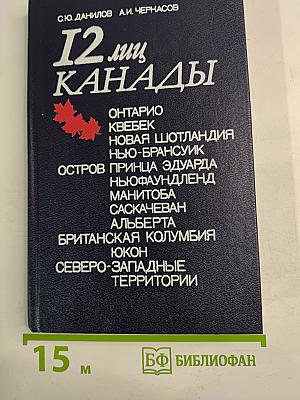 С.Ю. ДАНИЛОВ А.И. ЧЕРКАСОВ
12 лиц
КАНАДЫ
ОНТАРИО
КВЕБЕК
НОВАЯ ШОТЛАНДИЯ
НЬЮ-БРАНСУИК
ОСТРОВ ПРИНЦА ЭДУАРДА
НЬЮФАУНДЛЕНД
МАНИТОБА
САСКАЧЕВАН
АЛЬБЕРТА
БРИТАНСКАЯ КОЛУМБИЯ
ЮКОН
СЕВЕРО-ЗАПАДНЫЕ
ТЕРРИТОРИИ
15 м
БФ БИБЛИОФАН